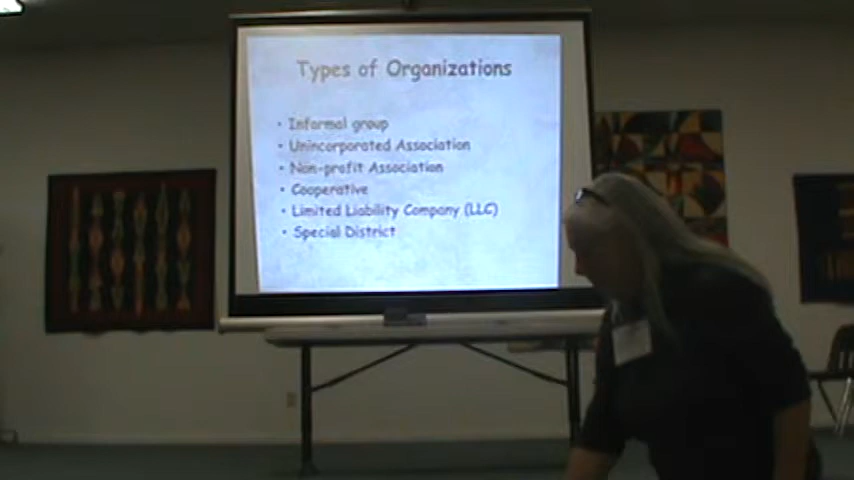 Types of Organizations
• Informal group
• Unincorporated Association
• Non-profit Association
• Cooperative
• Limited Liability Company (LLC)
• Special District